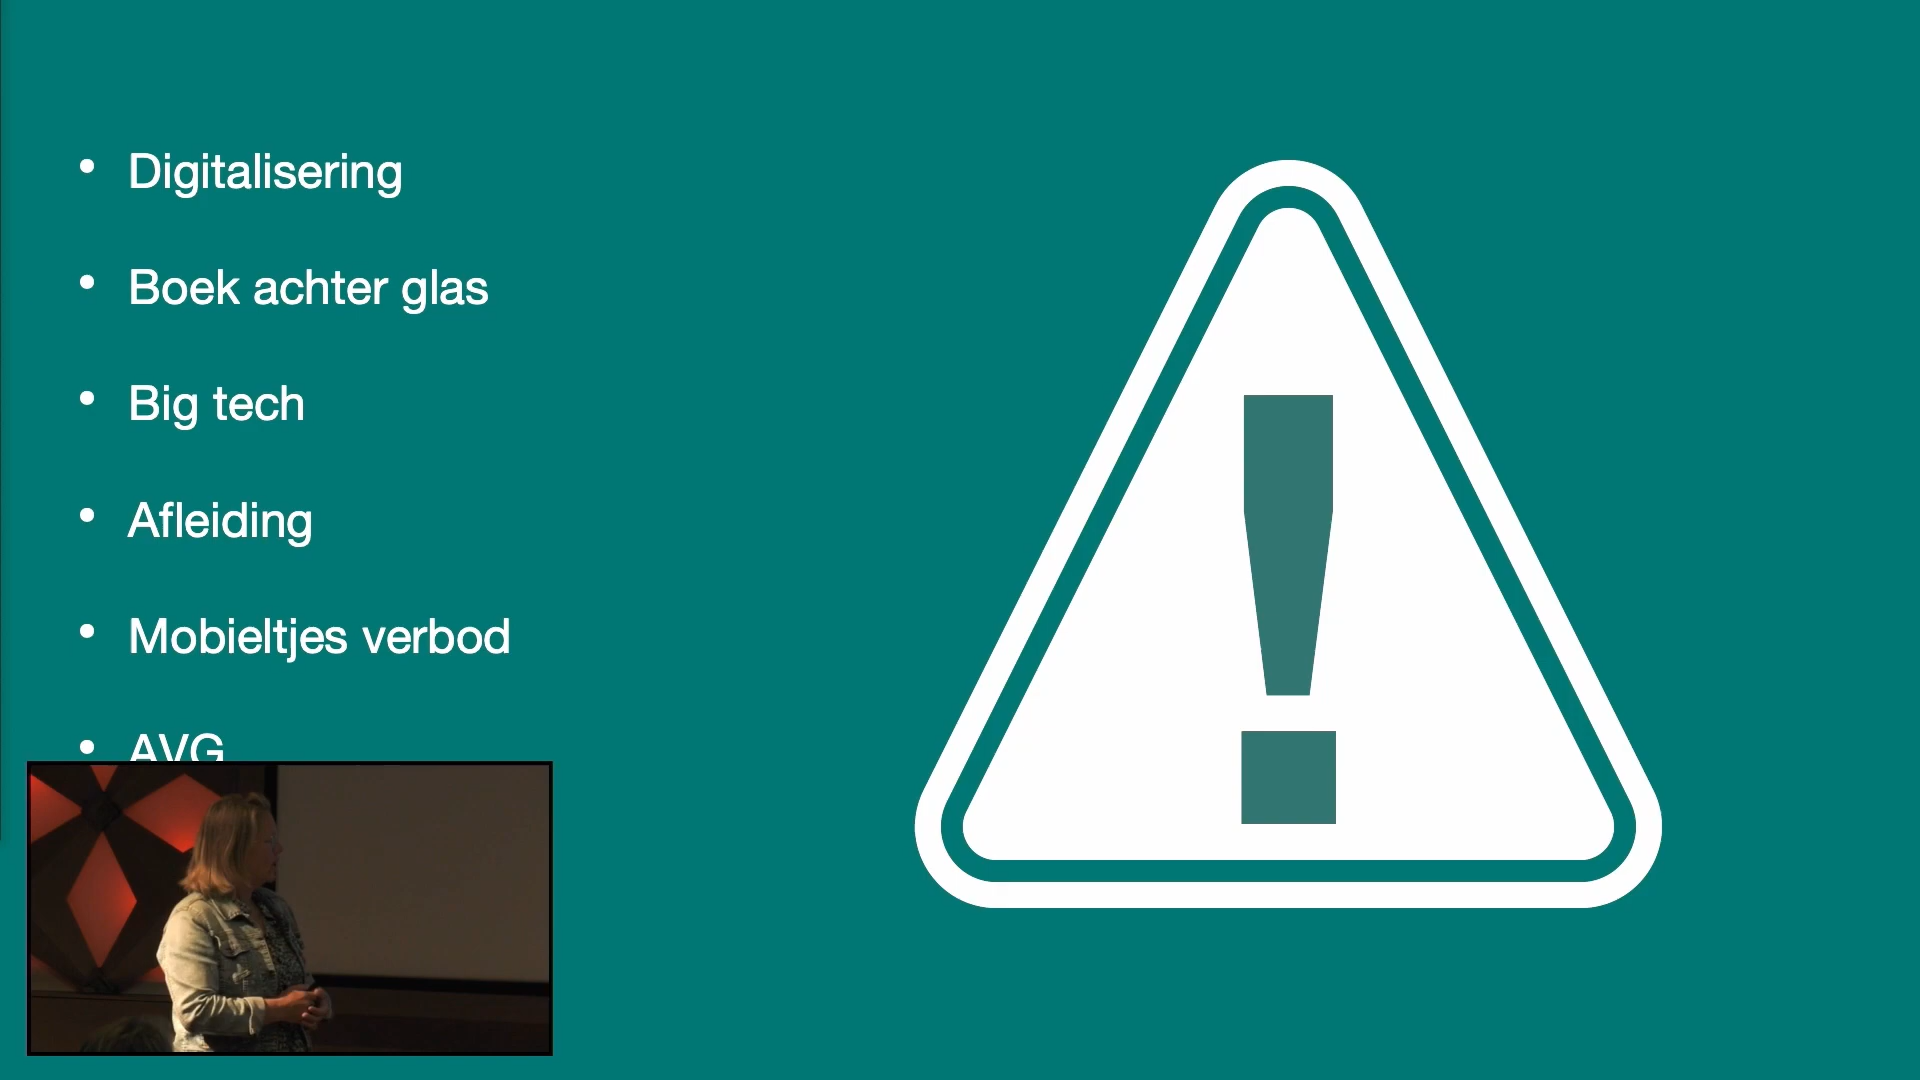 Digitalisering
Boek achter glas
Big tech
Afleiding
Mobieltjes verbod
AVG
!